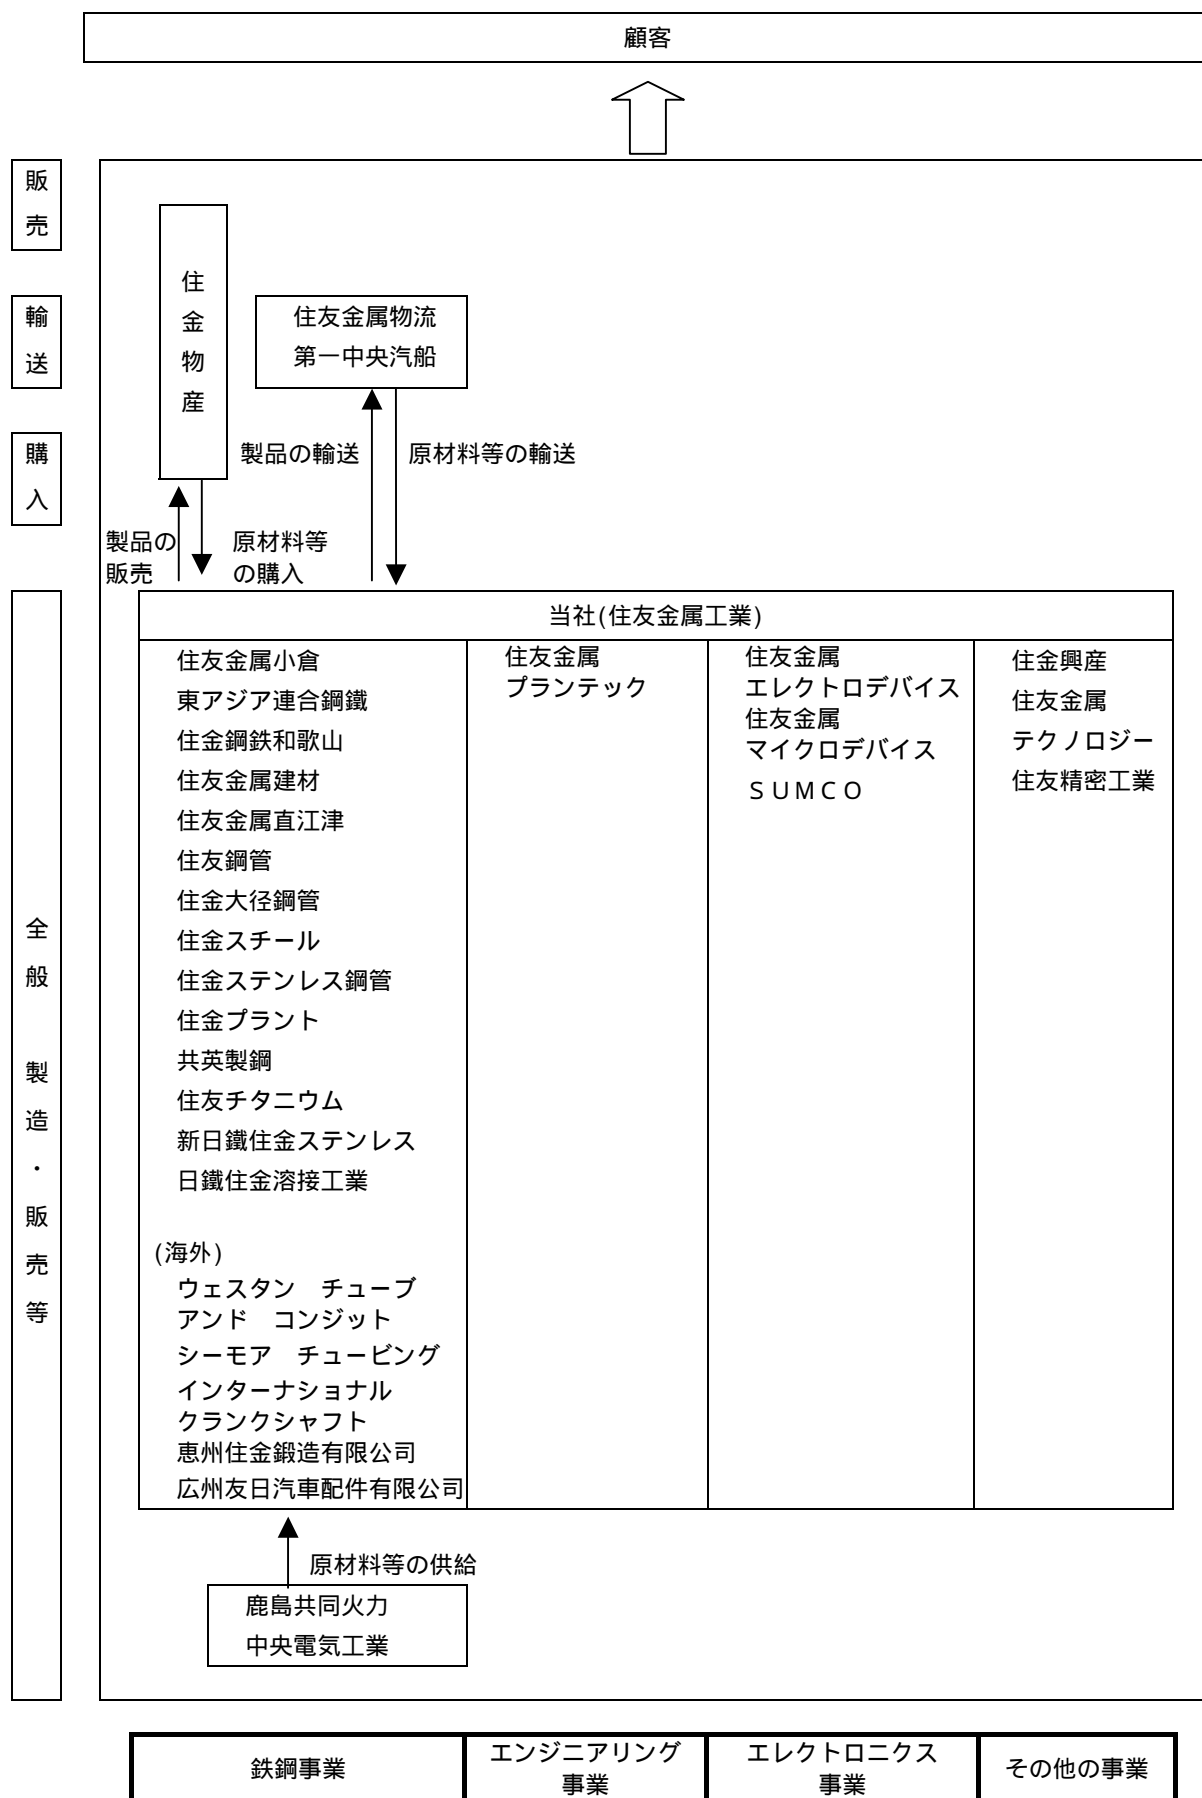 顧客
販売
輸送
購入
全般 製造・販売等
住金物産
住友金属物流
第一中央汽船
製品の輸送
原材料等の輸送
製品の
販売
原材料等
の購入
当社(住友金属工業)
住友金属小倉
東アジア連合鋼鐵
住金鋼鉄和歌山
住友金属建材
住友金属直江津
住友鋼管
住金大径鋼管
住金スチール
住金ステンレス鋼管
住金プラント
共英製鋼
住友チタニウム
新日鐵住金ステンレス
日鐵住金溶接工業
(海外)
ウェスタン　チューブ
アンド　コンジット
シーモア　チュービング
インターナショナル
クランクシャフト
恵州住金鍛造有限公司
広州友日汽車配件有限公司
住友金属
プランテック
住友金属
エレクトロデバイス
住友金属
マイクロデバイス
ＳＵＭＣＯ
住金興産
住友金属
テクノロジー
住友精密工業
原材料等の供給
鹿島共同火力
中央電気工業
鉄鋼事業
エンジニアリング
事業
エレクトロニクス
事業
その他の事業